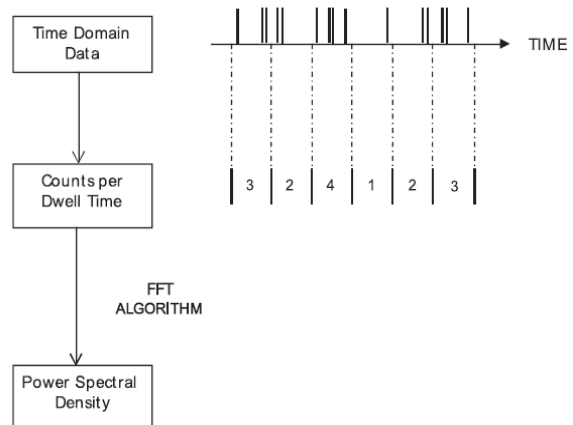 Time Domain
Data
TIME
Counts per
Dwell Time
3 2 4 1 2 3
FFT
ALGORITHM
Power Spectral
Density